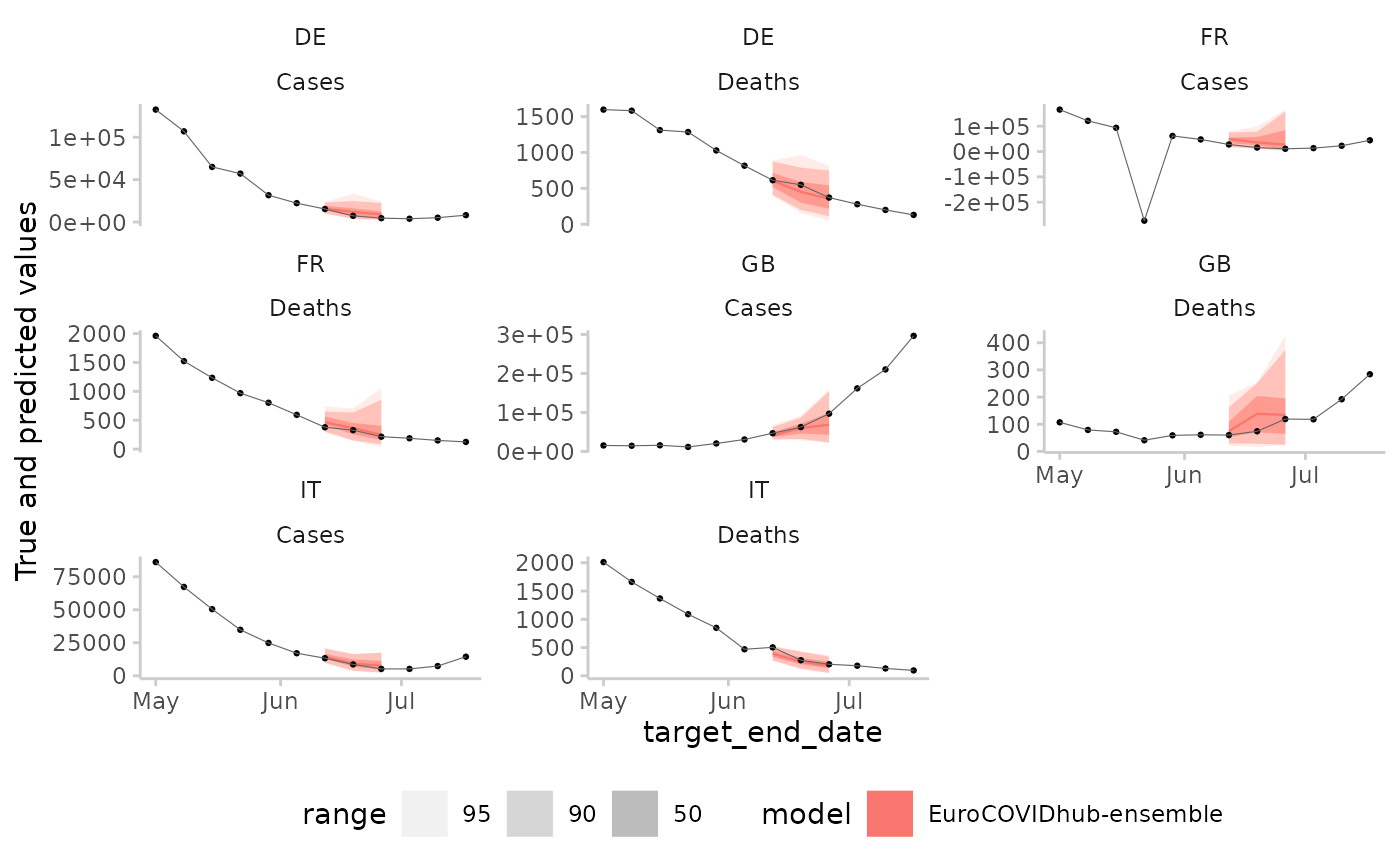 DE
Cases
1e+05
5e+04
0e+00
DE
Deaths
1500
1000
500
0
FR
Cases
1e+05
0e+00
-1e+05
-2e+05
True and predicted values
FR
Deaths
2000
1500
1000
500
0
GB
Cases
3e+05
2e+05
1e+05
0e+00
GB
Deaths
400
300
200
100
0
May Jun Jul
IT
Cases
75000
50000
25000
0
May Jun Jul
IT
Deaths
2000
1500
1000
500
0
May Jun Jul
target_end_date
range 95 90 50 model EuroCOVIDhub-ensemble